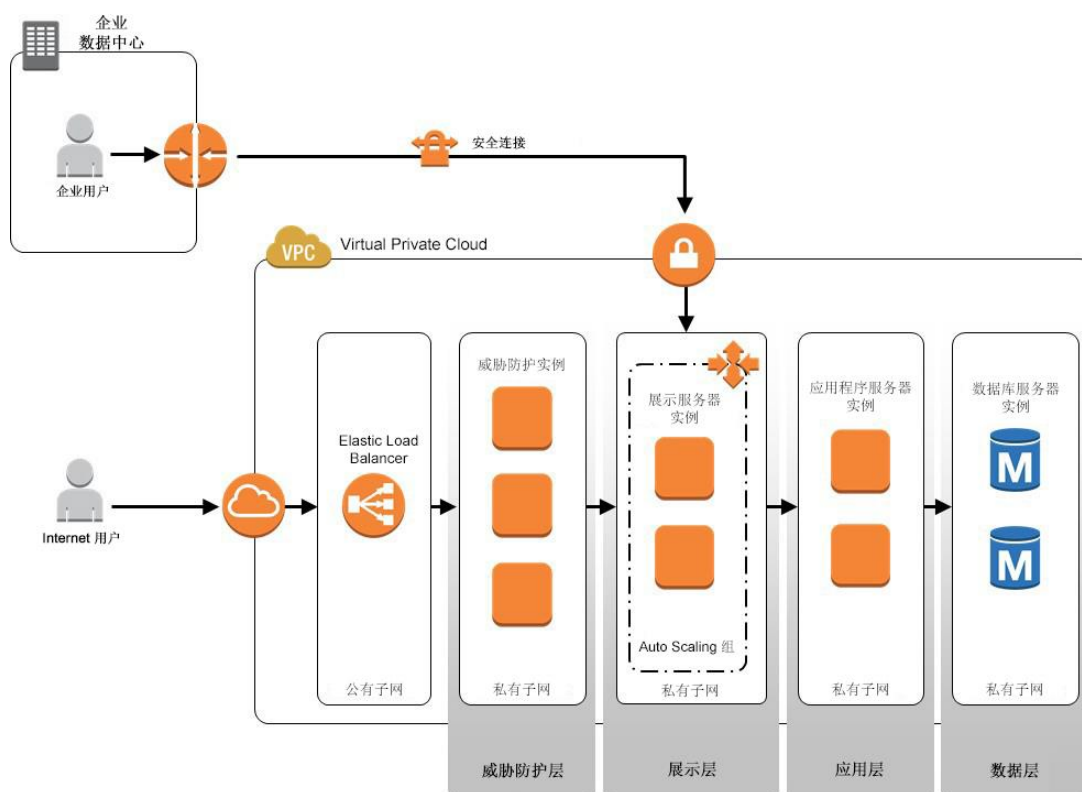 企业
数据中心
企业用户
安全连接
VPC
Virtual Private Cloud
Elastic Load
Balancer
公有子网
威胁防护实例
私有子网
展示服务器
实例
Auto Scaling 组
私有子网
应用程序服务器
实例
私有子网
数据库服务器
实例
M
M
私有子网
Internet 用户
威胁防护层
展示层
应用层
数据层